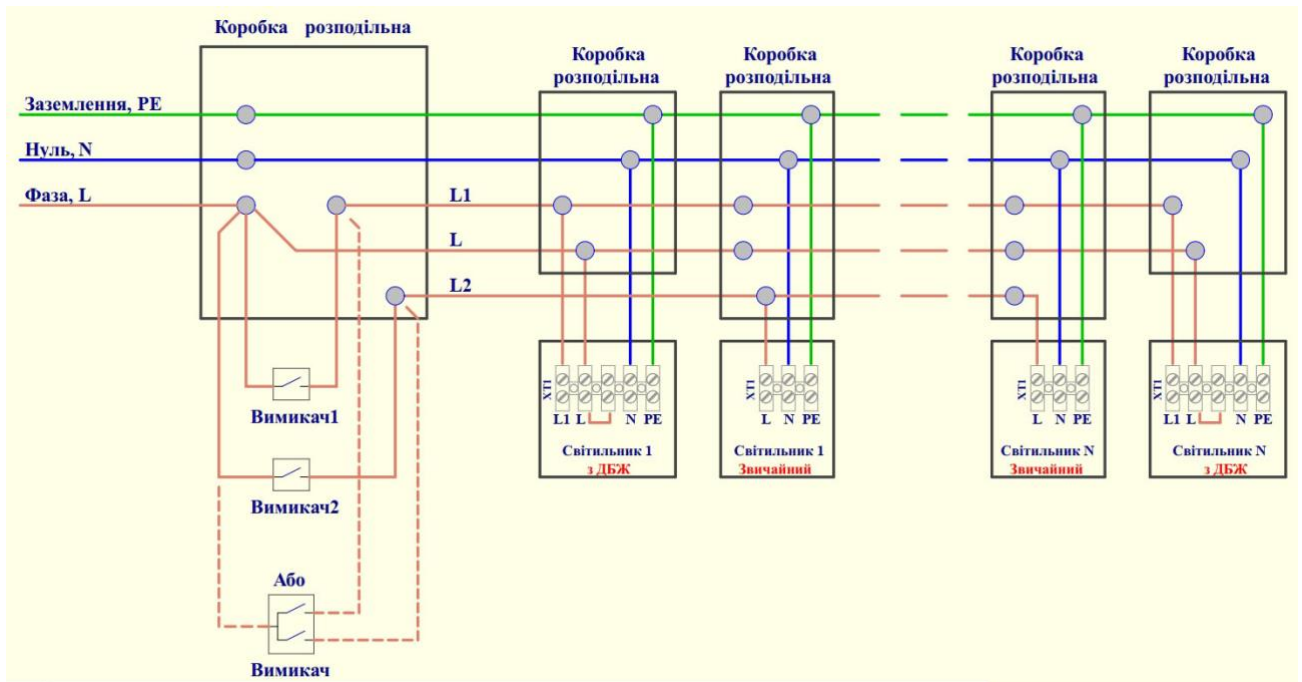 Коробка розподільна
Коробка
розподільна
Коробка
розподільна
Коробка
розподільна
Коробка
розподільна
Заземлення, PE
Нуль, N
Фаза, L
L1
L
L2
Вимикач1
Вимикач2
Або
Вимикач
XT1
L1 L N PE
Світильник 1
з ДБЖ
XT1
L N PE
Світильник 1
Звичайний
XT1
L N PE
Світильник N
Звичайний
XT1
L1 L N PE
Світильник N
з ДБЖ